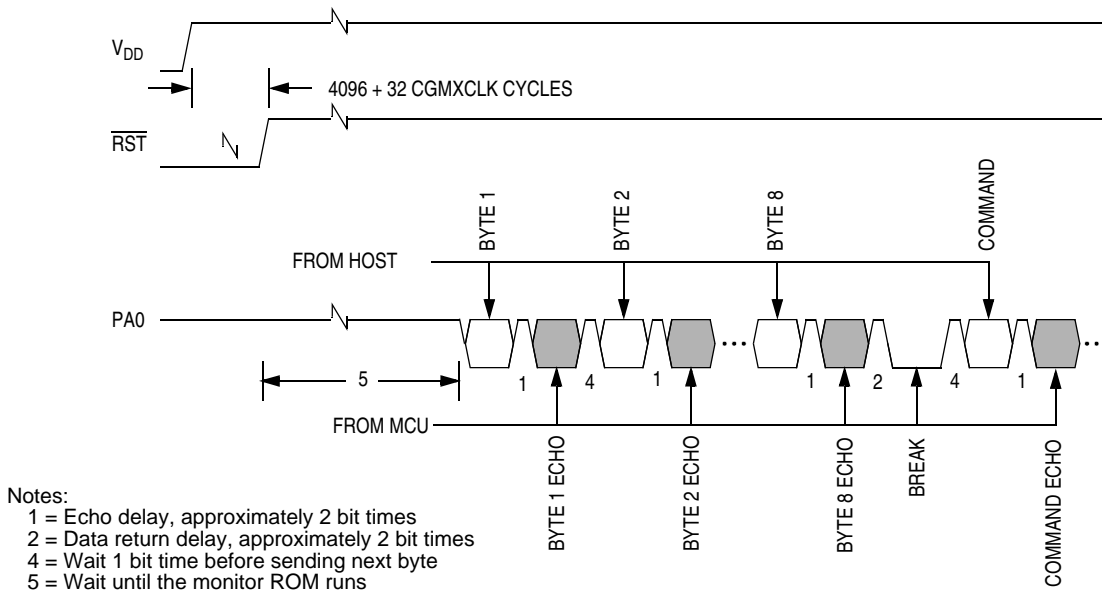 VDD
4096 + 32 CGMXCLK CYCLES
RST
FROM HOST
BYTE 1
BYTE 2
BYTE 8
COMMAND
PA0
5
1
4
1
1
2
4
1
FROM MCU
BYTE 1 ECHO
BYTE 2 ECHO
BYTE 8 ECHO
BREAK
COMMAND ECHO
Notes:
1 = Echo delay, approximately 2 bit times
2 = Data return delay, approximately 2 bit times
4 = Wait 1 bit time before sending next byte
5 = Wait until the monitor ROM runs